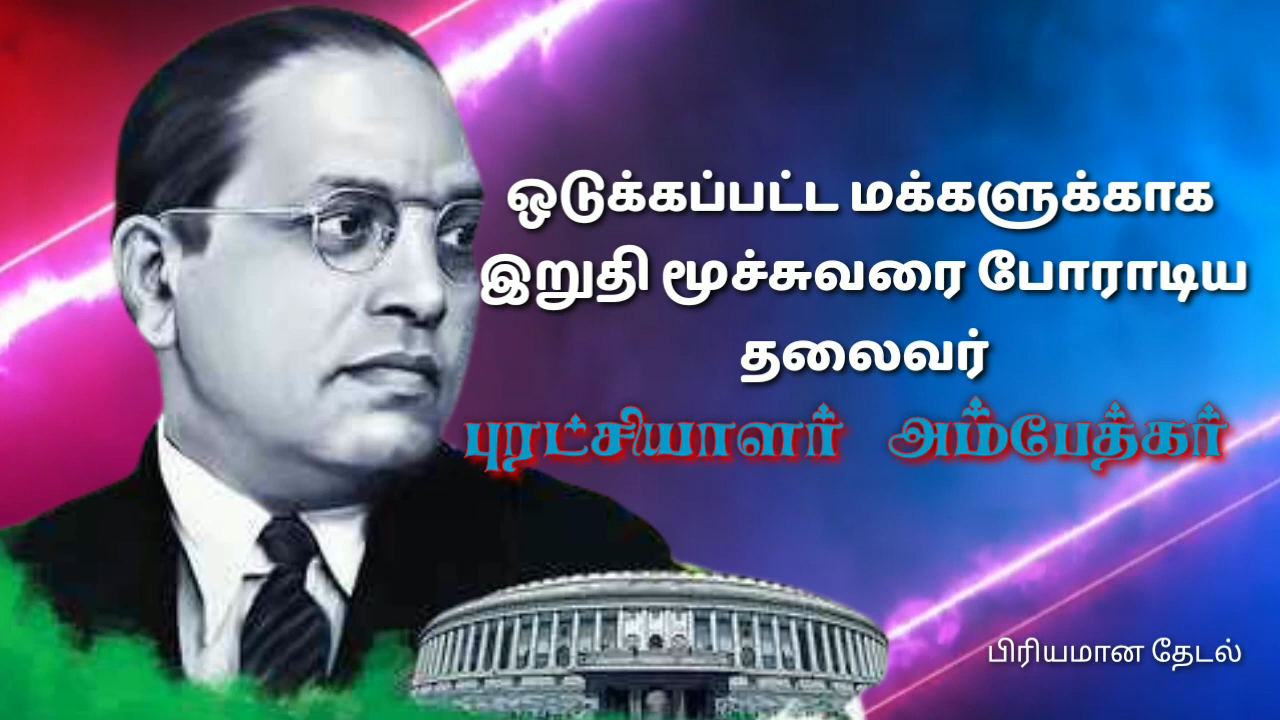 ஒடுக்கப்பட்ட மக்களுக்காக
இறுதி மூச்சுவரை போராடிய
தலைவர்
புரட்சியாளர் அம்பேத்கர்
பிரியமான தேடல்